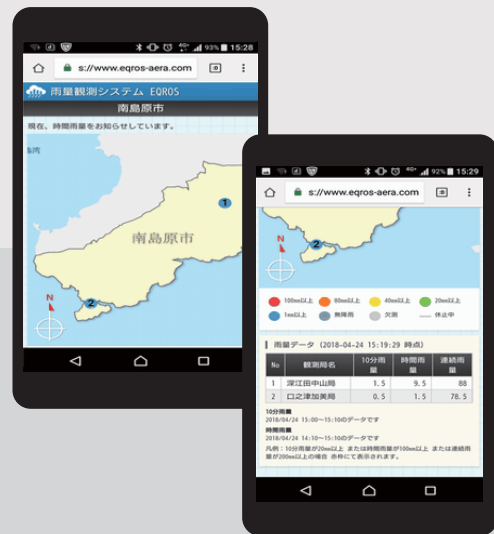 4G+ 93% 15:28
s://www.eqros-aera.com
雨量観測システム EQROS
南島原市
現在、時間雨量をお知らせしています。
1
南島原市
N
2
4G+ 92% 15:29
s://www.eqros-aera.com
N
2
100mm以上 80mm以上 40mm以上 20mm以上
1mm以上 無降雨 欠測 休止中
雨量データ (2018-04-24 15:19:29 時点)
No 観測局名 10分雨量 時間雨量 連続雨量
1 深江田中山局 1.5 9.5 88
2 口之津加美局 0.5 1.5 78.5
10分雨量
2018/04/24 15:00～15:10のデータです
時間雨量
2018/04/24 14:10～15:10のデータです
凡例：10分雨量が20mm以上 または時間雨量が100mm以上 または連続雨
量が200mm以上の場合 赤枠にて表示されます。